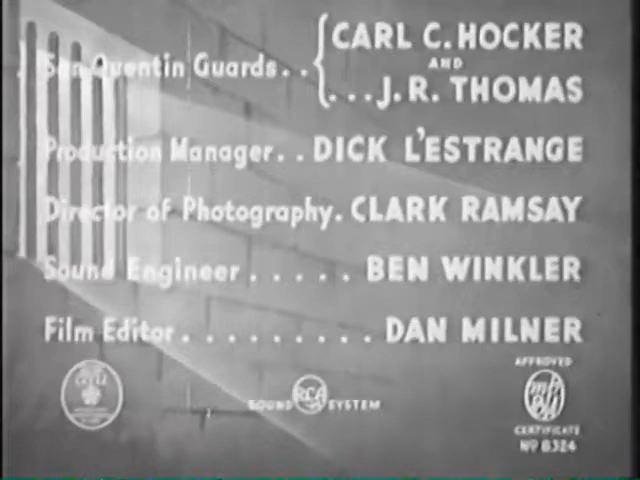 CARL C. HOCKER
San Quentin Guards..
AND
...J. R. THOMAS
Production Manager.. DICK L'ESTRANGE
Director of Photography. CLARK RAMSAY
Sound Engineer..... BEN WINKLER
Film Editor......... DAN MILNER
APPROVED
SOUND RCA SYSTEM
CERTIFICATE
No 8324